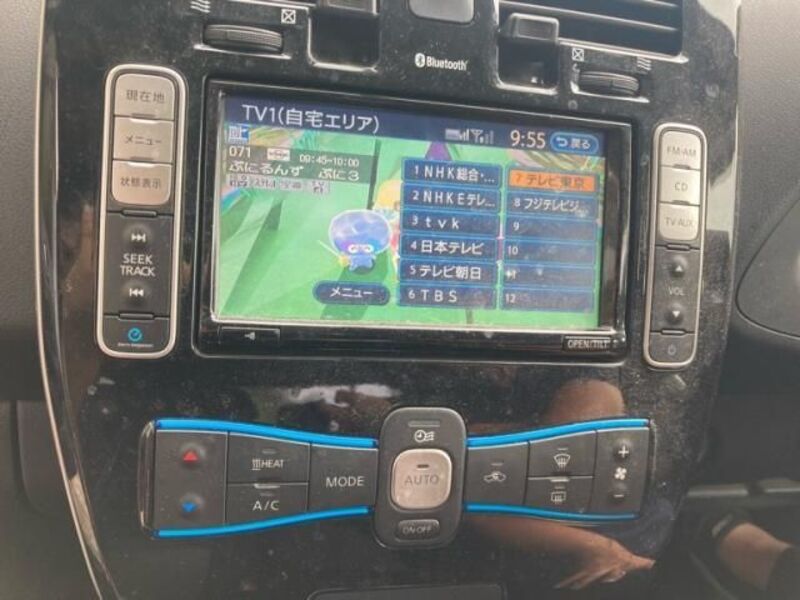 Bluetooth
現在地
メニュー
状態表示
SEEK
TRACK
TV1(自宅エリア)
9:55
戻る
071
09:45-10:00
ぷにるんず ぷに3
1 NHK総合・...
2 NHKEテレ...
3 tvk
4 日本テレビ
5 テレビ朝日
6 TBS
7 テレビ東京
8 フジテレビジ...
9
10
11
12
メニュー
OPEN/TILT
FM・AM
CD
TV・AUX
VOL
HEAT
A/C
MODE
AUTO
ON・OFF